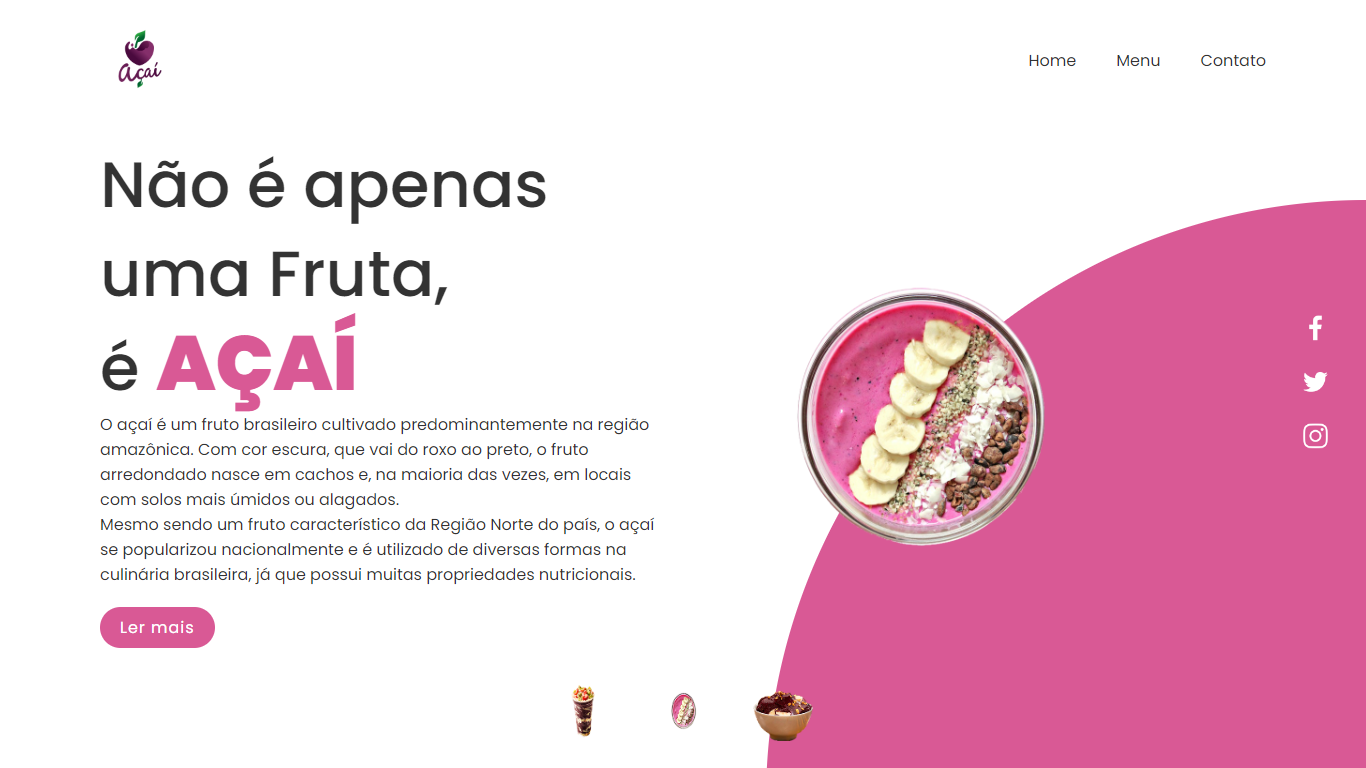 Açaí
Home Menu Contato
Não é apenas
uma Fruta,
é AÇAÍ
O açaí é um fruto brasileiro cultivado predominantemente na região
amazônica. Com cor escura, que vai do roxo ao preto, o fruto
arredondado nasce em cachos e, na maioria das vezes, em locais
com solos mais úmidos ou alagados.
Mesmo sendo um fruto característico da Região Norte do país, o açaí
se popularizou nacionalmente e é utilizado de diversas formas na
culinária brasileira, já que possui muitas propriedades nutricionais.
Ler mais